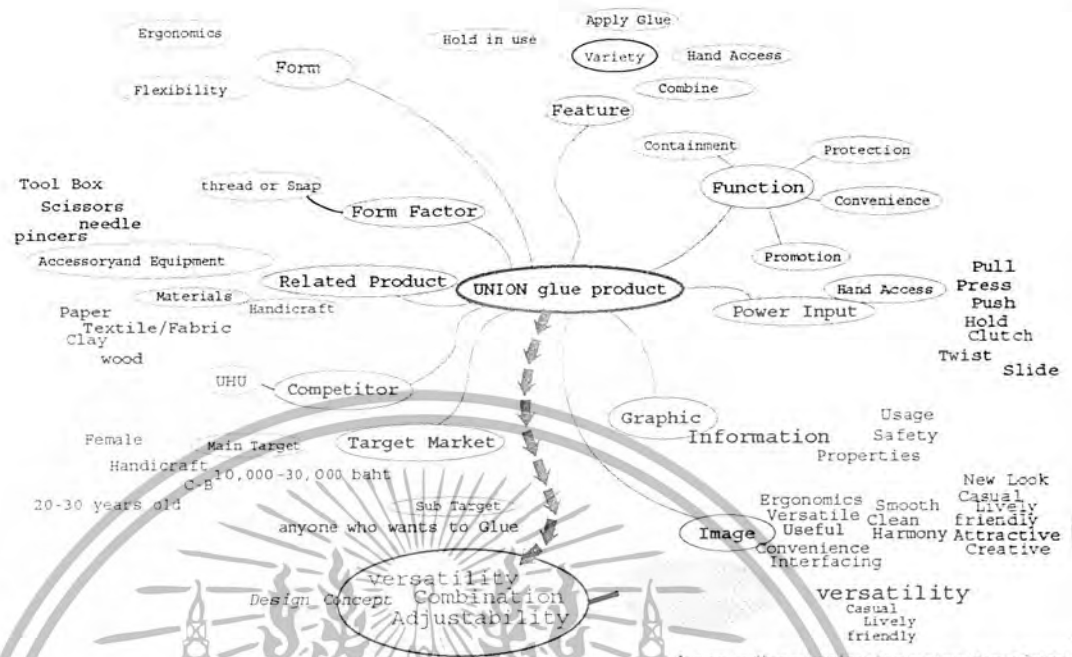 Apply Glue
Ergonomics
Hold in use
Variety
Hand Access
Form
Flexibility
Combine
Feature
Containment
Protection
Tool Box
thread or Snap
Function
Scissors
Form Factor
Convenience
needle
pincers
Accessoryand Equipment
Promotion
Related Product
UNION glue product
Hand Access
Pull
Press
Materials
Handicraft
Power Input
Push
Paper
Textile/Fabric
Hold
Clay
Clutch
wood
Twist
Slide
UHU
Competitor
Graphic
Usage
Female
Main Target
Target Market
Information
Safety
Handicraft
Properties
C-B
10,000-30,000 baht
20-30 years old
Sub Target
anyone who wants to Glue
New Look
Ergonomics
Smooth
Casual
Versatile
Lively
Image
Useful
Clean
friendly
Harmony
Attractive
Convenience
Creative
Interfacing
versatility
Design Concept
Combination
Adjustability
versatility
Casual
Lively
friendly